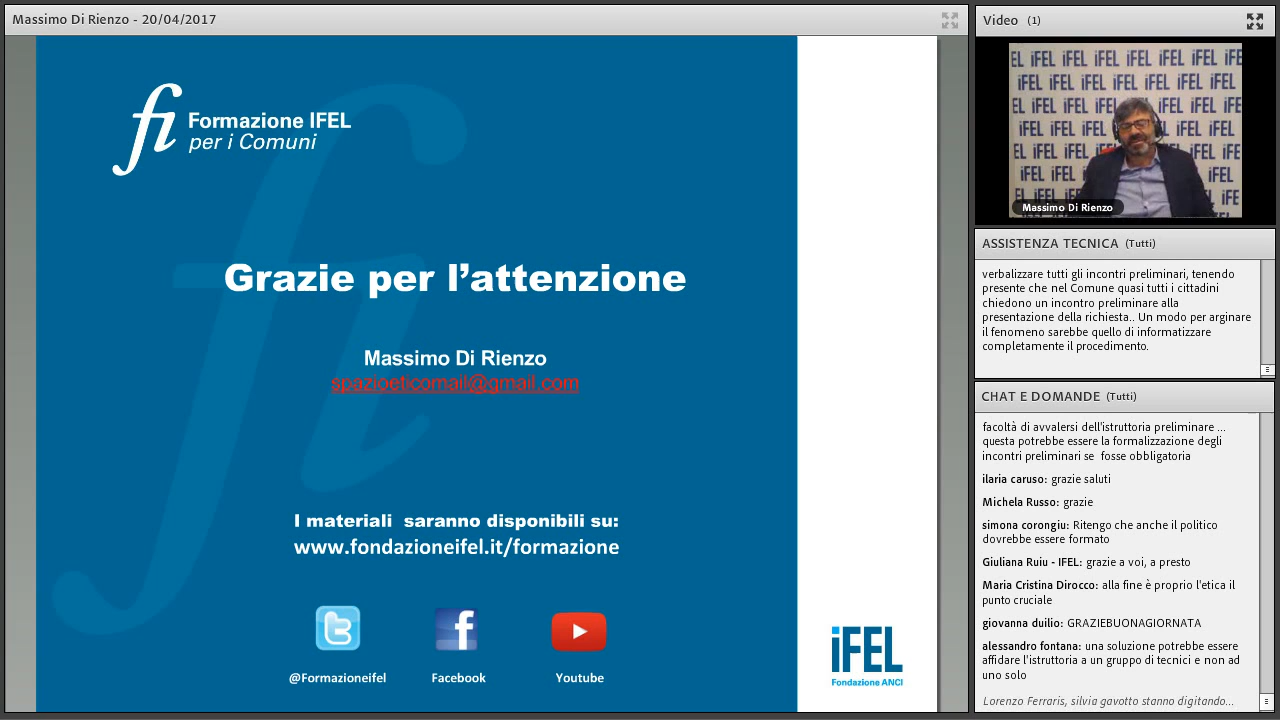 Massimo Di Rienzo - 20/04/2017
fi Formazione IFEL
per i Comuni
Grazie per l'attenzione
Massimo Di Rienzo
spazioeticomail@gmail.com
I materiali saranno disponibili su:
www.fondazioneifel.it/formazione
@Formazioneifel Facebook Youtube
iFEL
Fondazione ANCI
Video (1)
iFEL iFEL iFEL iFEL
Massimo Di Rienzo
ASSISTENZA TECNICA (Tutti)
verbalizzare tutti gli incontri preliminari, tenendo
presente che nel Comune quasi tutti i cittadini
chiedono un incontro preliminare alla
presentazione della richiesta.. Un modo per arginare
il fenomeno sarebbe quello di informatizzare
completamente il procedimento.
CHAT E DOMANDE (Tutti)
facoltà di avvalersi dell'istruttoria preliminare ...
questa potrebbe essere la formalizzazione degli
incontri preliminari se fosse obbligatoria
ilaria caruso: grazie saluti
Michela Russo: grazie
simona corongiu: Ritengo che anche il politico
dovrebbe essere formato
Giuliana Ruiu - IFEL: grazie a voi, a presto
Maria Cristina Dirocco: alla fine è proprio l'etica il
punto cruciale
giovanna duilio: GRAZIEBUONAGIORNATA
alessandro fontana: una soluzione potrebbe essere
affidare l'istruttoria a un gruppo di tecnici e non ad
uno solo
Lorenzo Ferraris, silvia gavotto stanno digitando...